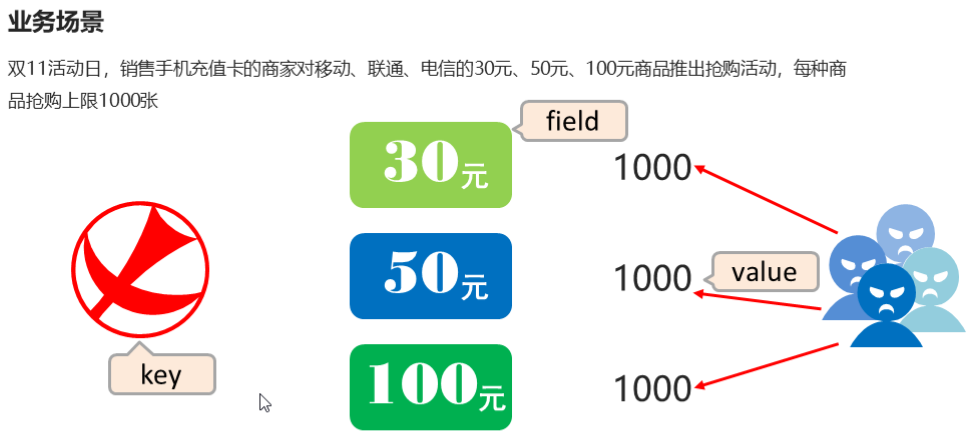 业务场景
双11活动日，销售手机充值卡的商家对移动、联通、电信的30元、50元、100元商品推出抢购活动，每种商
品抢购上限1000张
field
30元
1000
50元
1000
value
key
100元
1000